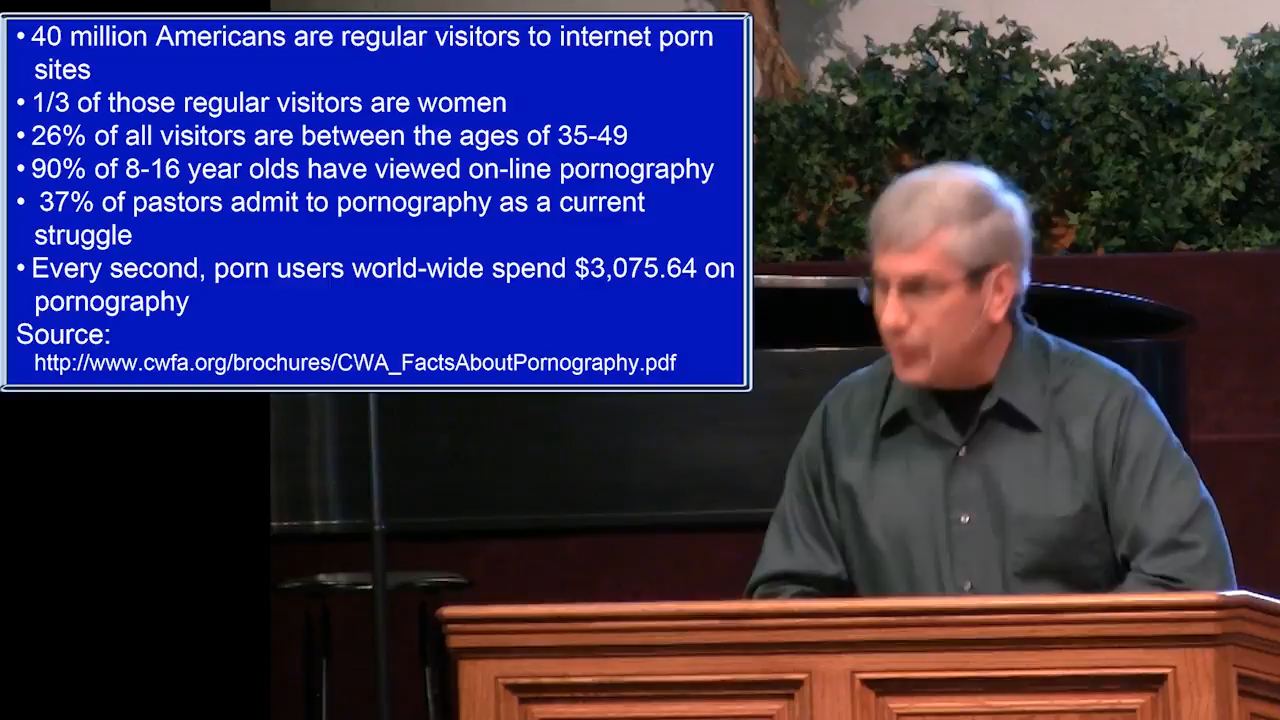 • 40 million Americans are regular visitors to internet porn
sites
• 1/3 of those regular visitors are women
• 26% of all visitors are between the ages of 35-49
• 90% of 8-16 year olds have viewed on-line pornography
• 37% of pastors admit to pornography as a current
struggle
• Every second, porn users world-wide spend $3,075.64 on
pornography
Source:
http://www.cwfa.org/brochures/CWA_FactsAboutPornography.pdf